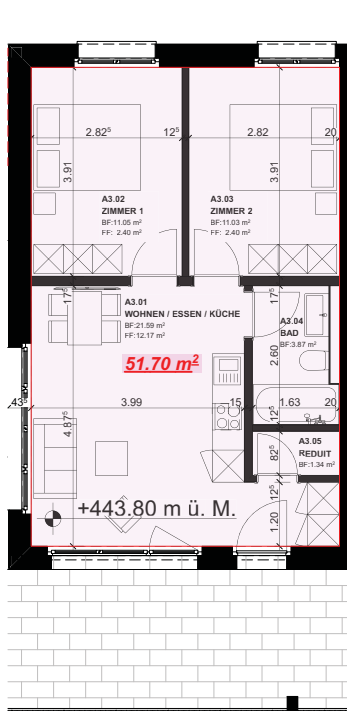 2.82⁵
12⁵
2.82
20
3.91
3.91
A3.02
ZIMMER 1
BF:11.05 m²
FF: 2.40 m²
A3.03
ZIMMER 2
BF:11.03 m²
FF: 2.40 m²
17⁵
A3.01
WOHNEN / ESSEN / KÜCHE
BF:21.59 m²
FF:12.17 m²
17⁵
A3.04
BAD
BF:3.87 m²
51.70 m²
2.60
43⁵
3.99
15
12⁵
1.63
20
4.87⁵
82⁵
A3.05
REDUIT
BF:1.34 m²
12⁵
+443.80 m ü. M.
1.20